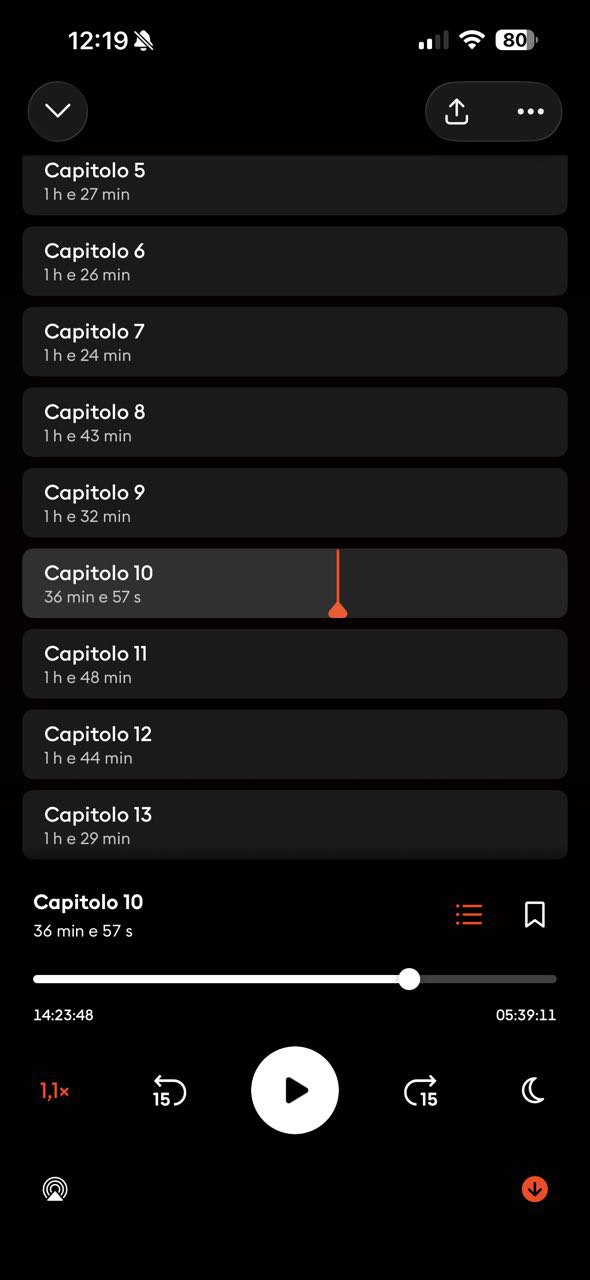 12:19
80
Capitolo 5
1 h e 27 min
Capitolo 6
1 h e 26 min
Capitolo 7
1 h e 24 min
Capitolo 8
1 h e 43 min
Capitolo 9
1 h e 32 min
Capitolo 10
36 min e 57 s
Capitolo 11
1 h e 48 min
Capitolo 12
1 h e 44 min
Capitolo 13
1 h e 29 min
Capitolo 10
36 min e 57 s
14:23:48 05:39:11
1,1× 15 15